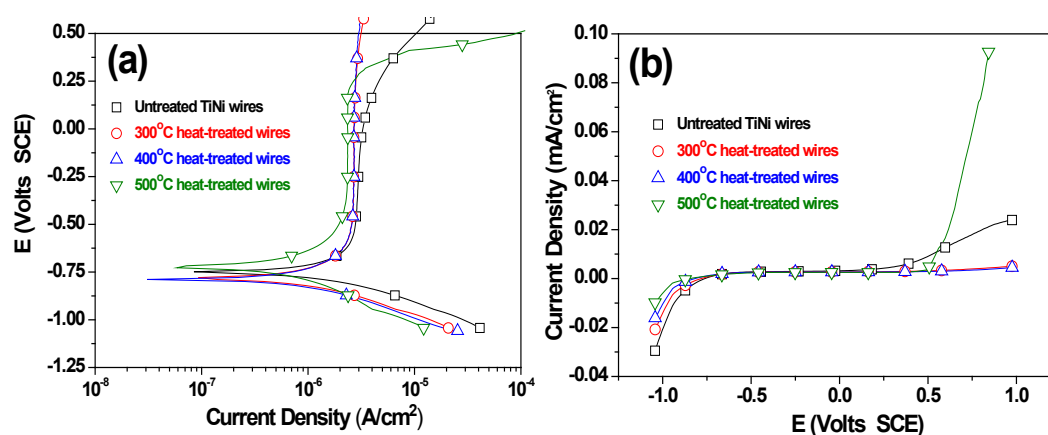 (a)
0.50
0.25
0.00
-0.25
-0.50
-0.75
-1.00
-1.25
E (Volts SCE)
Untreated TiNi wires
300°C heat-treated wires
400°C heat-treated wires
500°C heat-treated wires
10⁻⁸
10⁻⁷
10⁻⁶
10⁻⁵
10⁻⁴
Current Density (A/cm²)
(b)
0.10
0.08
0.06
0.04
0.02
0.00
-0.02
-0.04
Current Density (mA/cm²)
Untreated TiNi wires
300°C heat-treated wires
400°C heat-treated wires
500°C heat-treated wires
-1.0
-0.5
0.0
0.5
1.0
E (Volts SCE)